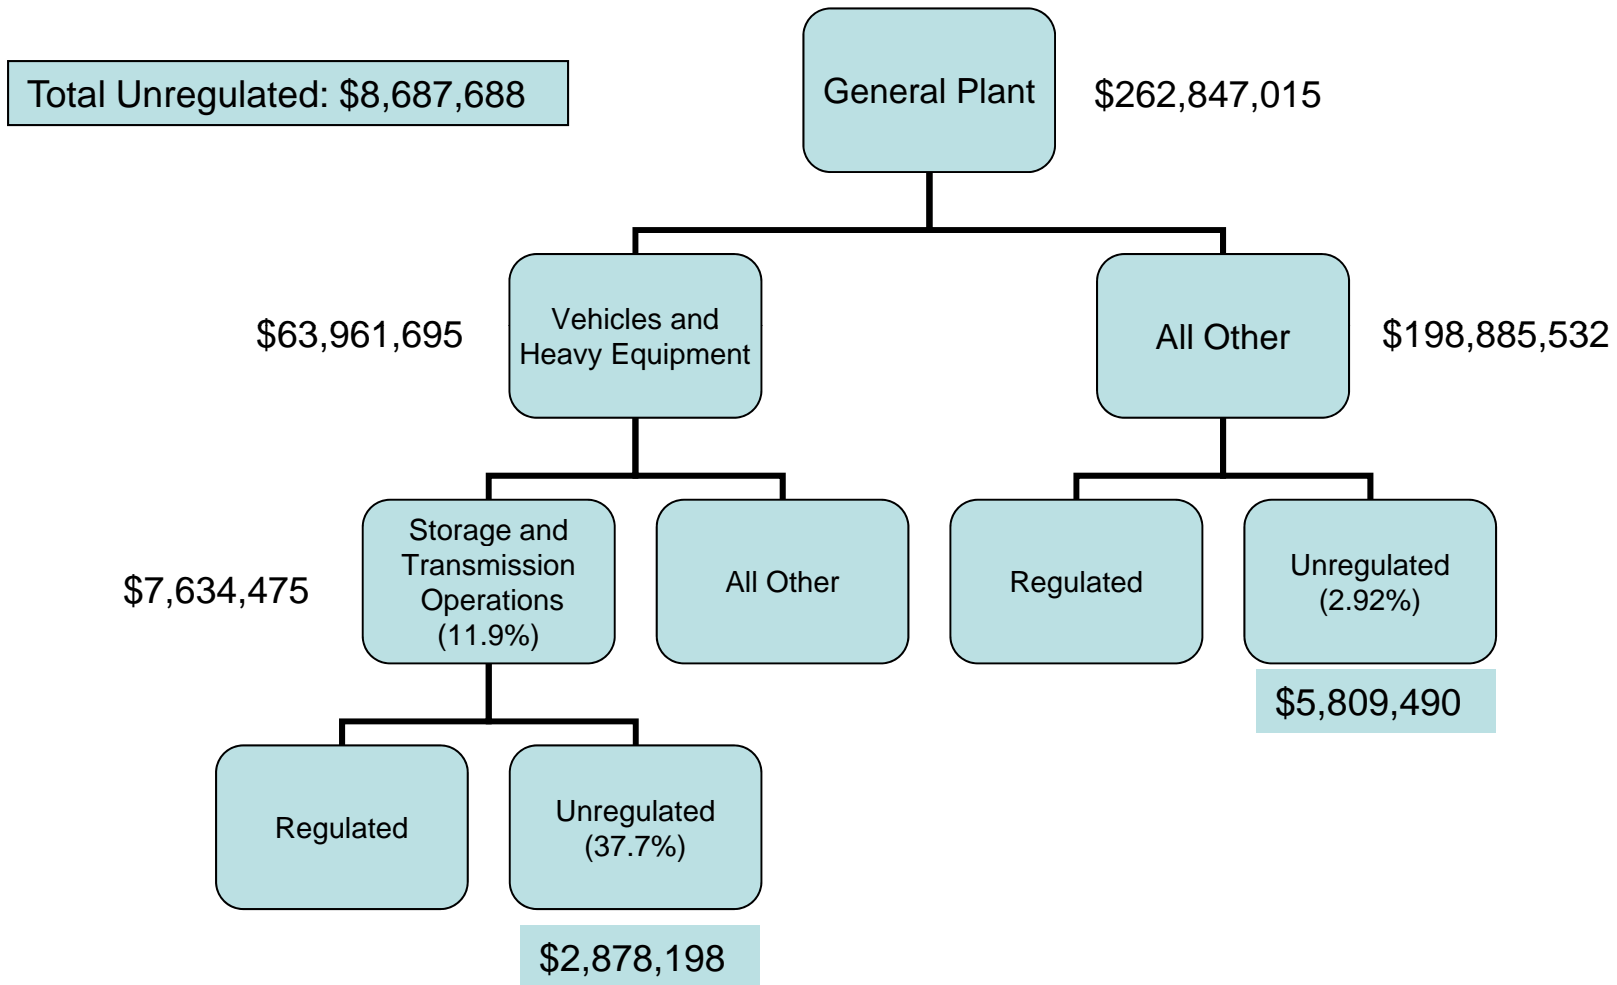 Total Unregulated: $8,687,688
General Plant
$262,847,015
$63,961,695
Vehicles and
Heavy Equipment
All Other
$198,885,532
$7,634,475
Storage and
Transmission
Operations
(11.9%)
All Other
Regulated
Unregulated
(2.92%)
$5,809,490
Regulated
Unregulated
(37.7%)
$2,878,198